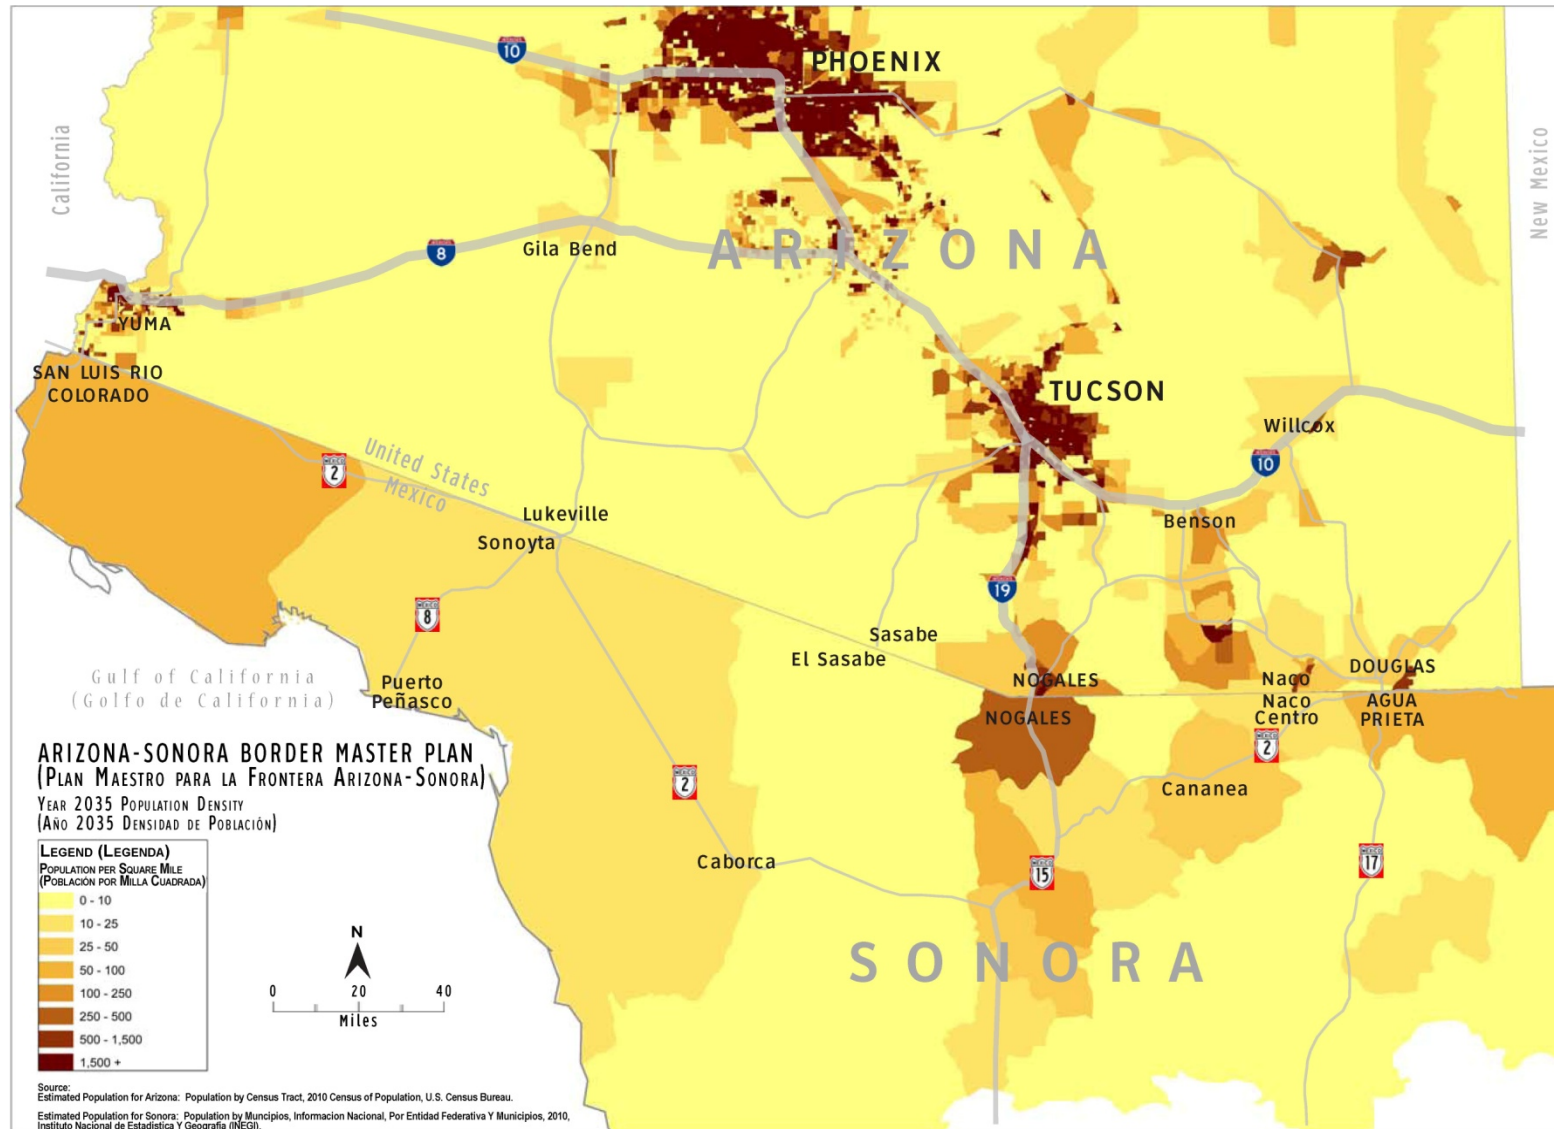 PHOENIX
10
California
New Mexico
ARIZONA
8
Gila Bend
YUMA
SAN LUIS RIO
COLORADO
TUCSON
Willcox
10
United States
Mexico
2
Lukeville
Sonoyta
Benson
8
19
Sasabe
El Sasabe
Gulf of California
(Golfo de California)
Puerto
Peñasco
NOGALES
NOGALES
Naco
Naco
Centro
DOUGLAS
AGUA
PRIETA
2
2
Cananea
Caborca
15
17
SONORA
ARIZONA-SONORA BORDER MASTER PLAN
(PLAN MAESTRO PARA LA FRONTERA ARIZONA-SONORA)
YEAR 2035 POPULATION DENSITY
(AÑO 2035 DENSIDAD DE POBLACIÓN)
LEGEND (LEGENDA)
POPULATION PER SQUARE MILE
(POBLACIÓN POR MILLA CUADRADA)
0 - 10
10 - 25
25 - 50
50 - 100
100 - 250
250 - 500
500 - 1,500
1,500 +
N
0 20 40
Miles
Source:
Estimated Population for Arizona: Population by Census Tract, 2010 Census of Population, U.S. Census Bureau.
Estimated Population for Sonora: Population by Muncipios, Informacion Nacional, Por Entidad Federativa Y Municipios, 2010,
Instituto Nacional de Estadistica Y Geografia (INEGI).